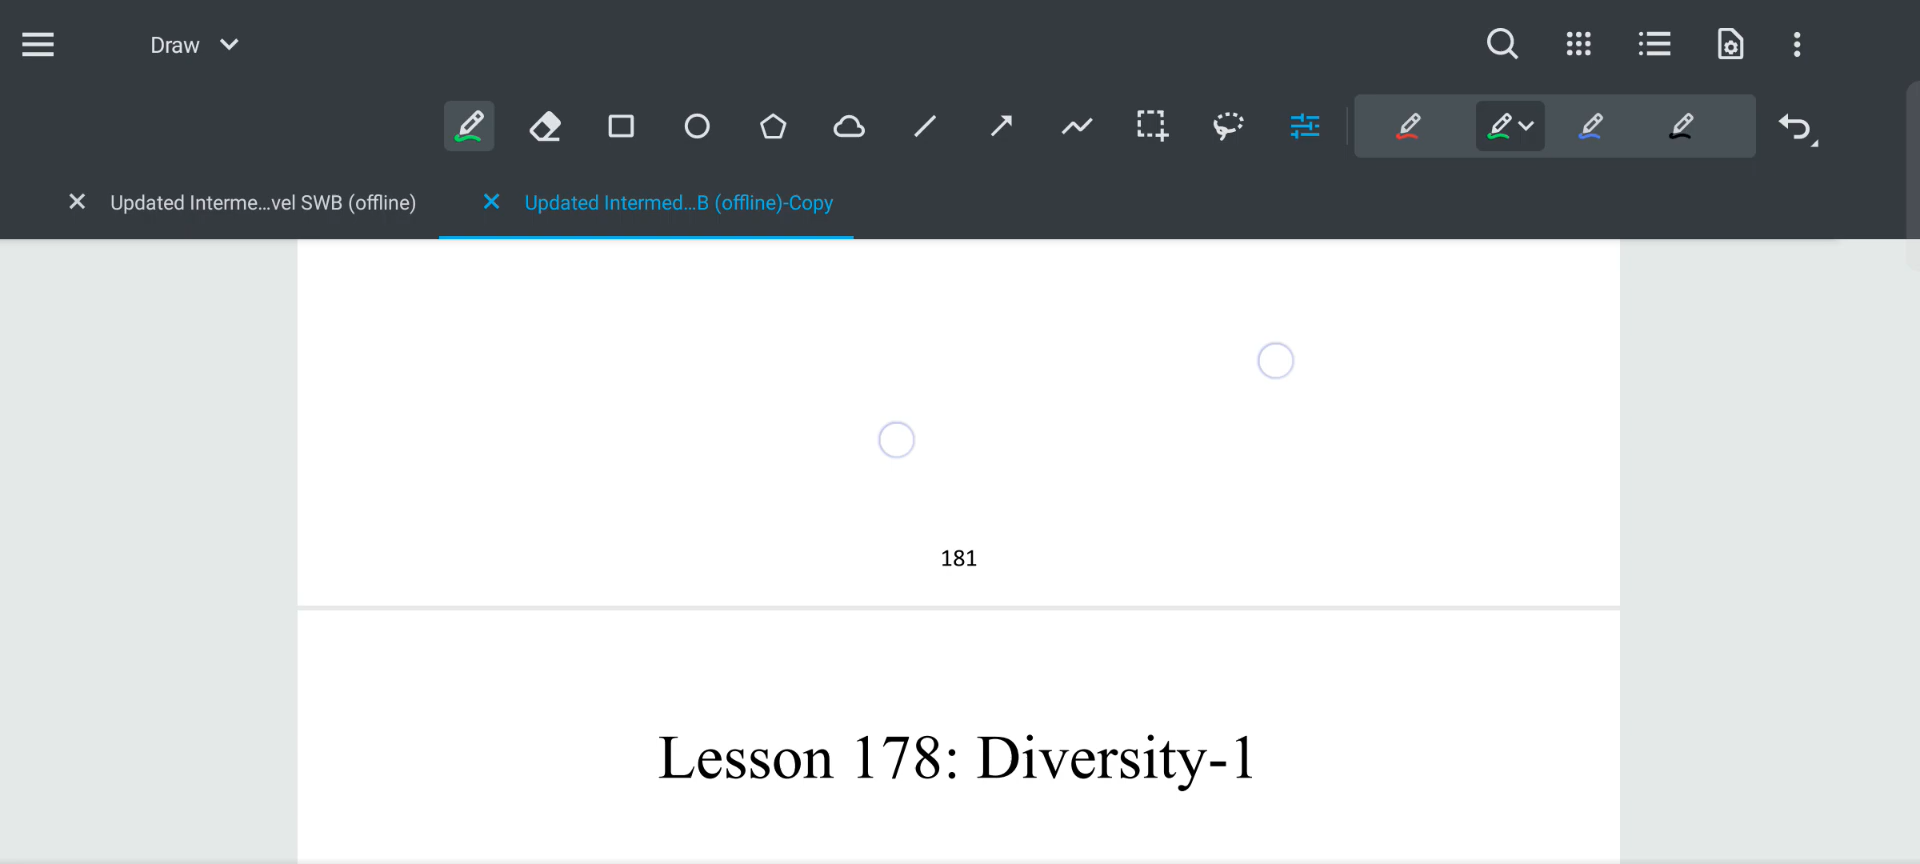 Draw
Updated Interme...vel SWB (offline)
Updated Intermed...B (offline)-Copy
181
Lesson 178: Diversity-1